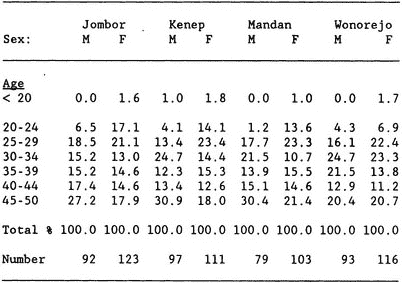 Jombor Kenep Mandan Wonorejo
Sex: M F M F M F M F
Age
< 20 0.0 1.6 1.0 1.8 0.0 1.0 0.0 1.7
20-24 6.5 17.1 4.1 14.1 1.2 13.6 4.3 6.9
25-29 18.5 21.1 13.4 23.4 17.7 23.3 16.1 22.4
30-34 15.2 13.0 24.7 14.4 21.5 10.7 24.7 23.3
35-39 15.2 14.6 12.3 15.3 13.9 15.5 21.5 13.8
40-44 17.4 14.6 13.4 12.6 15.1 14.6 12.9 11.2
45-50 27.2 17.9 30.9 18.0 30.4 21.4 20.4 20.7
Total % 100.0 100.0 100.0 100.0 100.0 100.0 100.0 100.0
Number 92 123 97 111 79 103 93 116